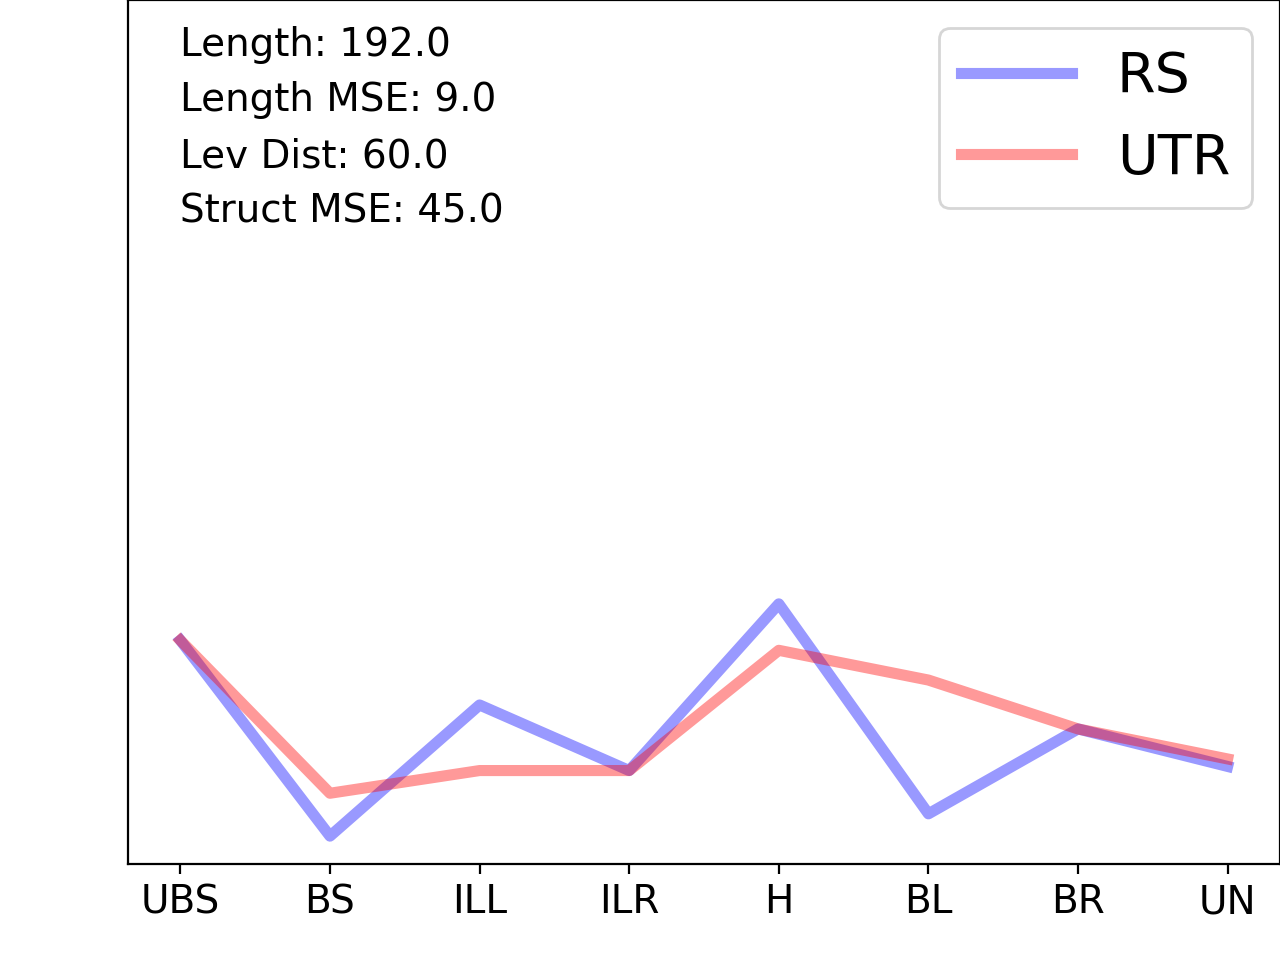 Length: 192.0
Length MSE: 9.0
Lev Dist: 60.0
Struct MSE: 45.0
RS
UTR
UBS BS ILL ILR H BL BR UN